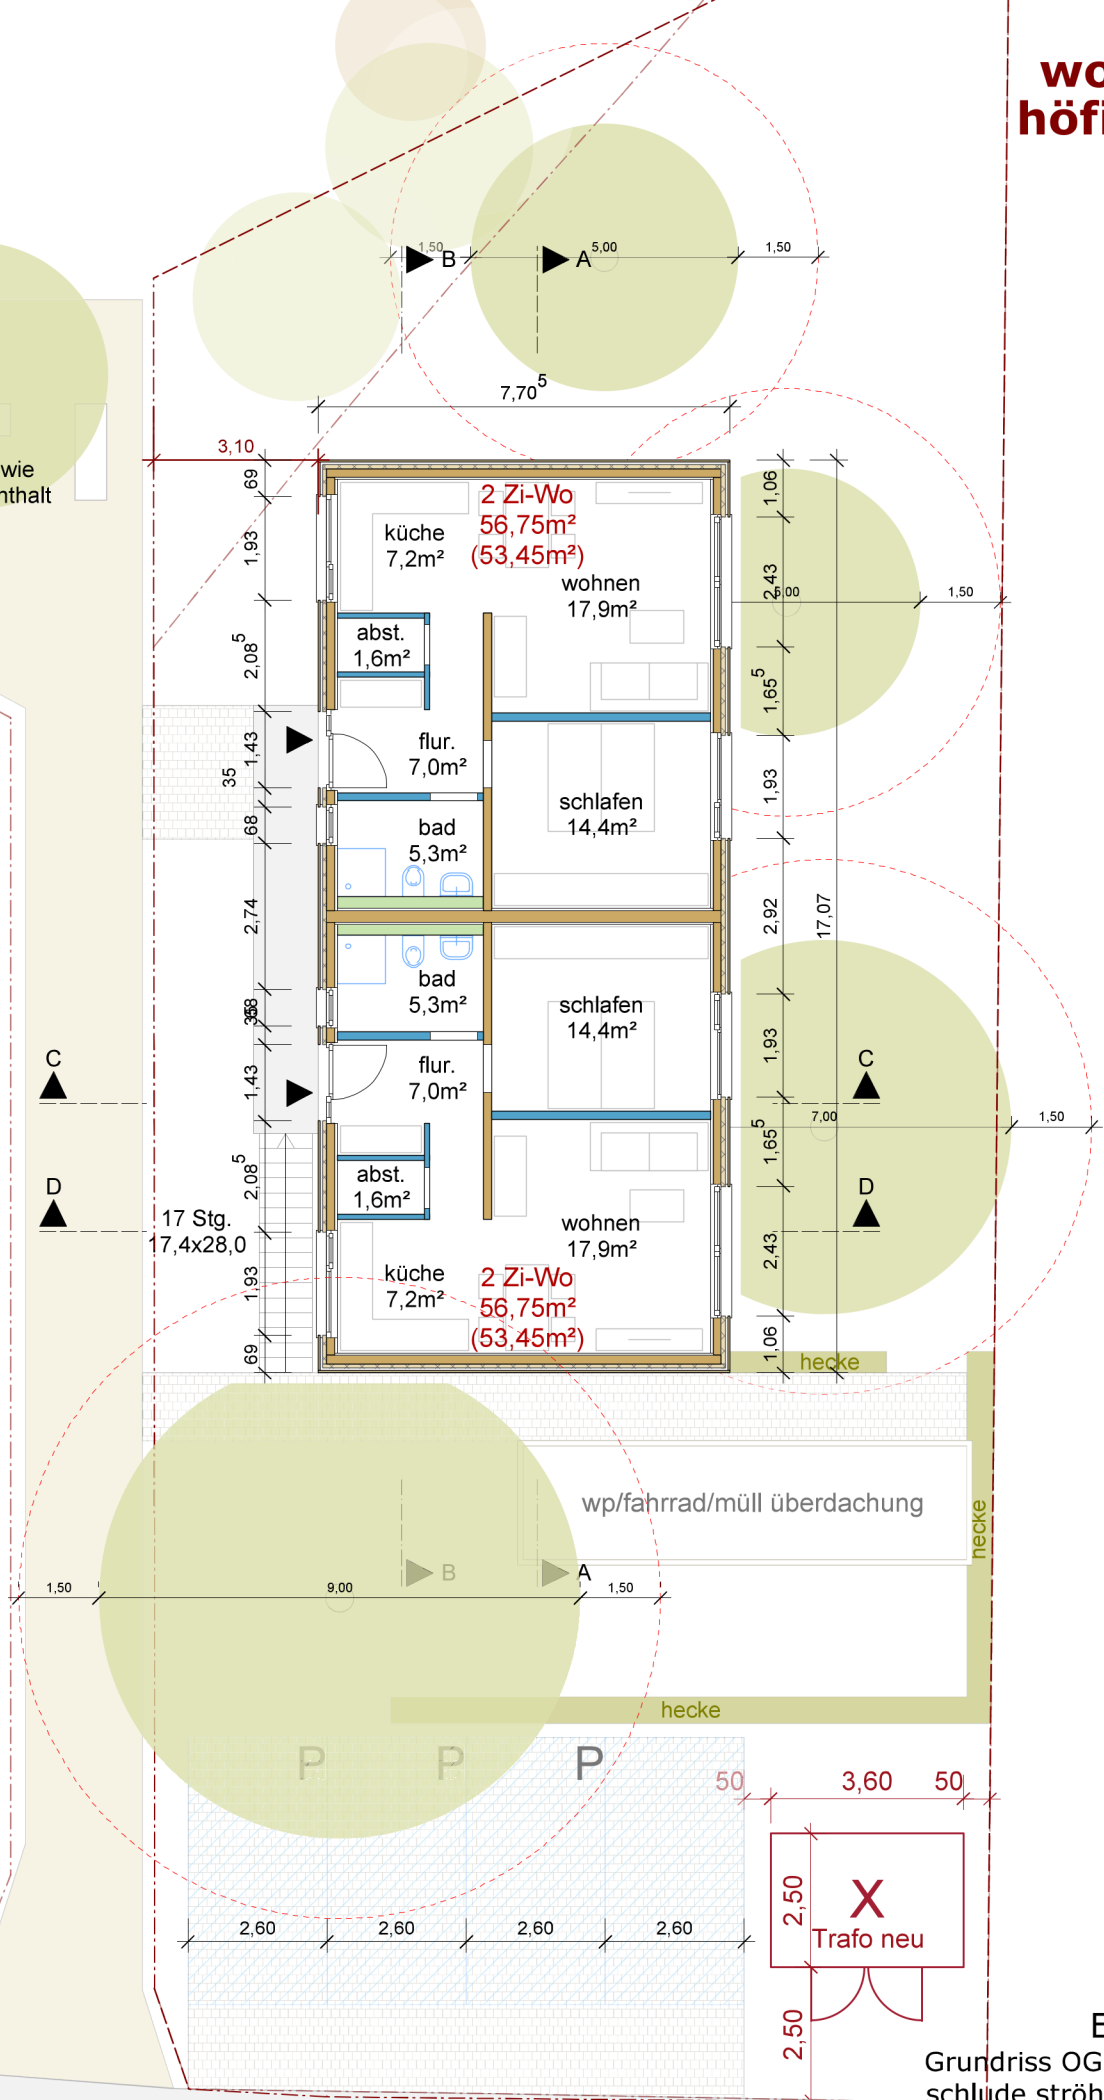 wo
höfi
1,50
B
A
5,00
1,50
7,70⁵
3,10
wie
nthalt
69
1,93
2,08⁵
1,43
35
68
2,74
1,43
2,08⁵
1,93
69
2 Zi-Wo
56,75m²
(53,45m²)
küche
7,2m²
wohnen
17,9m²
abst.
1,6m²
flur.
7,0m²
schlafen
14,4m²
bad
5,3m²
bad
5,3m²
schlafen
14,4m²
flur.
7,0m²
abst.
1,6m²
wohnen
17,9m²
küche
7,2m²
2 Zi-Wo
56,75m²
(53,45m²)
1,06
2,43
5,00
1,50
1,65⁵
1,93
2,92
17,07
1,93
1,65⁵
2,43
1,06
7,00
1,50
C
C
D
D
17 Stg.
17,4x28,0
hecke
wp/fahrrad/müll überdachung
hecke
B
A
1,50
9,00
1,50
hecke
P P P
50
3,60
50
2,50
X
Trafo neu
2,60
2,60
2,60
2,60
2,50
E
Grundriss OG
schlude ströh